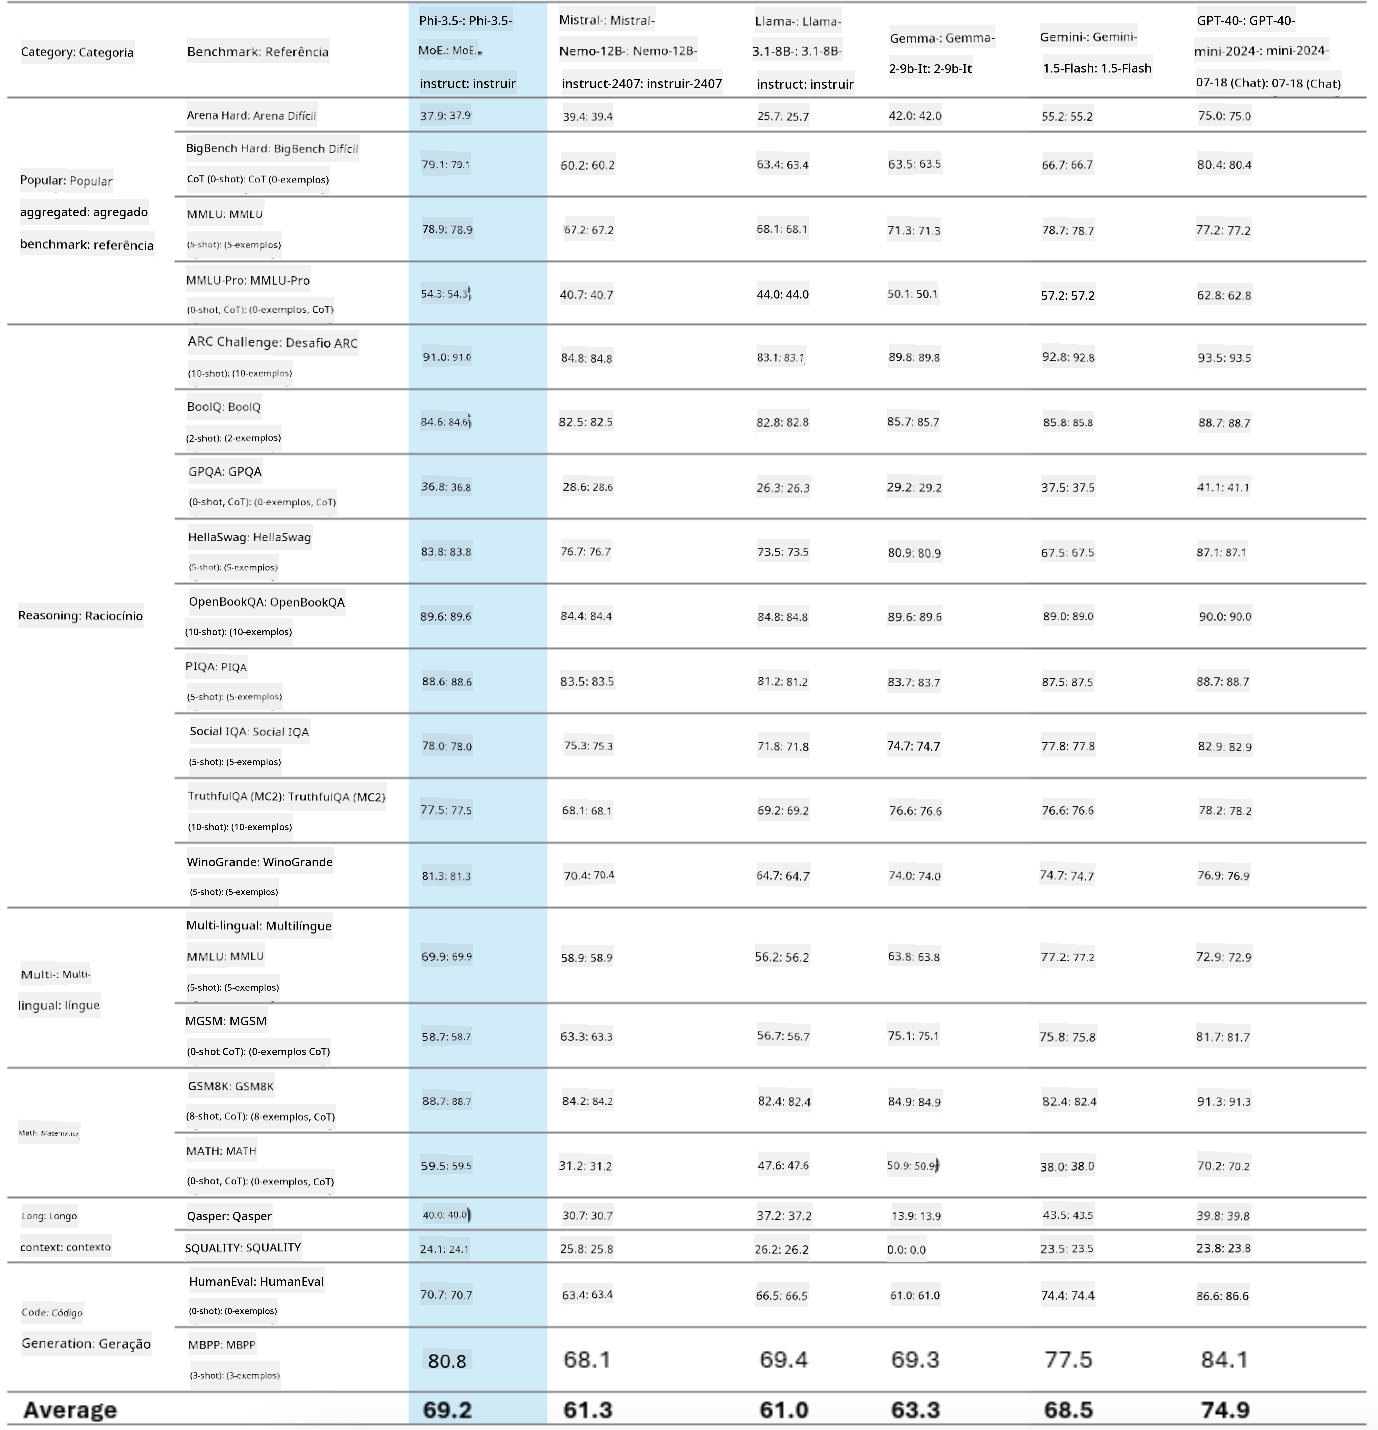 Category: Categoria
Benchmark: Referência
Phi-3.5-: Phi-3.5-
MoE.: MoE.
instruct: instruir
Mistral-: Mistral-
Nemo-12B-: Nemo-12B-
instruct-2407: instruir-2407
Llama-: Llama-
3.1-8B-: 3.1-8B-
instruct: instruir
Gemma-: Gemma-
2-9b-It: 2-9b-It
Gemini-: Gemini-
1.5-Flash: 1.5-Flash
GPT-40-: GPT-40-
mini-2024-: mini-2024-
07-18 (Chat): 07-18 (Chat)
Popular: Popular
aggregated: agregado
benchmark: referência
Arena Hard: Arena Difícil
37.9: 37.9
39.4: 39.4
25.7: 25.7
42.0: 42.0
55.2: 55.2
75.0: 75.0
BigBench Hard: BigBench Difícil
CoT (0-shot): CoT (0-exemplos)
79.1: 79.1
60.2: 60.2
63.4: 63.4
63.5: 63.5
66.7: 66.7
80.4: 80.4
MMLU: MMLU
(5-shot): (5-exemplos)
78.9: 78.9
67.2: 67.2
68.1: 68.1
71.3: 71.3
78.7: 78.7
77.2: 77.2
MMLU-Pro: MMLU-Pro
(0-shot, CoT): (0-exemplos, CoT)
54.3: 54.3
40.7: 40.7
44.0: 44.0
50.1: 50.1
57.2: 57.2
62.8: 62.8
Reasoning: Raciocínio
ARC Challenge: Desafio ARC
(10-shot): (10-exemplos)
91.0: 91.0
84.8: 84.8
83.1: 83.1
89.8: 89.8
92.8: 92.8
93.5: 93.5
BoolQ: BoolQ
(2-shot): (2-exemplos)
84.6: 84.6
82.5: 82.5
82.8: 82.8
85.7: 85.7
85.8: 85.8
88.7: 88.7
GPQA: GPQA
(0-shot, CoT): (0-exemplos, CoT)
36.8: 36.8
28.6: 28.6
26.3: 26.3
29.2: 29.2
37.5: 37.5
41.1: 41.1
HellaSwag: HellaSwag
(5-shot): (5-exemplos)
83.8: 83.8
76.7: 76.7
73.5: 73.5
80.9: 80.9
67.5: 67.5
87.1: 87.1
OpenBookQA: OpenBookQA
(10-shot): (10-exemplos)
89.6: 89.6
84.4: 84.4
84.8: 84.8
89.6: 89.6
89.0: 89.0
90.0: 90.0
PIQA: PIQA
(5-shot): (5-exemplos)
88.6: 88.6
83.5: 83.5
81.2: 81.2
83.7: 83.7
87.5: 87.5
88.7: 88.7
Social IQA: Social IQA
(5-shot): (5-exemplos)
78.0: 78.0
75.3: 75.3
71.8: 71.8
74.7: 74.7
77.8: 77.8
82.9: 82.9
TruthfulQA (MC2): TruthfulQA (MC2)
(10-shot): (10-exemplos)
77.5: 77.5
68.1: 68.1
69.2: 69.2
76.6: 76.6
76.6: 76.6
78.2: 78.2
WinoGrande: WinoGrande
(5-shot): (5-exemplos)
81.3: 81.3
70.4: 70.4
64.7: 64.7
74.0: 74.0
74.7: 74.7
76.9: 76.9
Multi-: Multi-
lingual: língue
Multi-lingual: Multilíngue
MMLU: MMLU
(5-shot): (5-exemplos)
69.9: 69.9
58.9: 58.9
56.2: 56.2
63.8: 63.8
77.2: 77.2
72.9: 72.9
MGSM: MGSM
(0-shot CoT): (0-exemplos CoT)
58.7: 58.7
63.3: 63.3
56.7: 56.7
75.1: 75.1
75.8: 75.8
81.7: 81.7
Math: Matemática
GSM8K: GSM8K
(8-shot, CoT): (8-exemplos, CoT)
88.7: 88.7
84.2: 84.2
82.4: 82.4
84.9: 84.9
82.4: 82.4
91.3: 91.3
MATH: MATH
(0-shot, CoT): (0-exemplos, CoT)
59.5: 59.5
31.2: 31.2
47.6: 47.6
50.9: 50.9
38.0: 38.0
70.2: 70.2
Long: Longo
context: contexto
Qasper: Qasper
40.0: 40.0
30.7: 30.7
37.2: 37.2
13.9: 13.9
43.5: 43.5
39.8: 39.8
SQUALITY: SQUALITY
24.1: 24.1
25.8: 25.8
26.2: 26.2
0.0: 0.0
23.5: 23.5
23.8: 23.8
Code: Código
Generation: Geração
HumanEval: HumanEval
(0-shot): (0-exemplos)
70.7: 70.7
63.4: 63.4
66.5: 66.5
61.0: 61.0
74.4: 74.4
86.6: 86.6
MBPP: MBPP
(3-shot): (3-exemplos)
80.8
68.1
69.4
69.3
77.5
84.1
Average
69.2
61.3
61.0
63.3
68.5
74.9